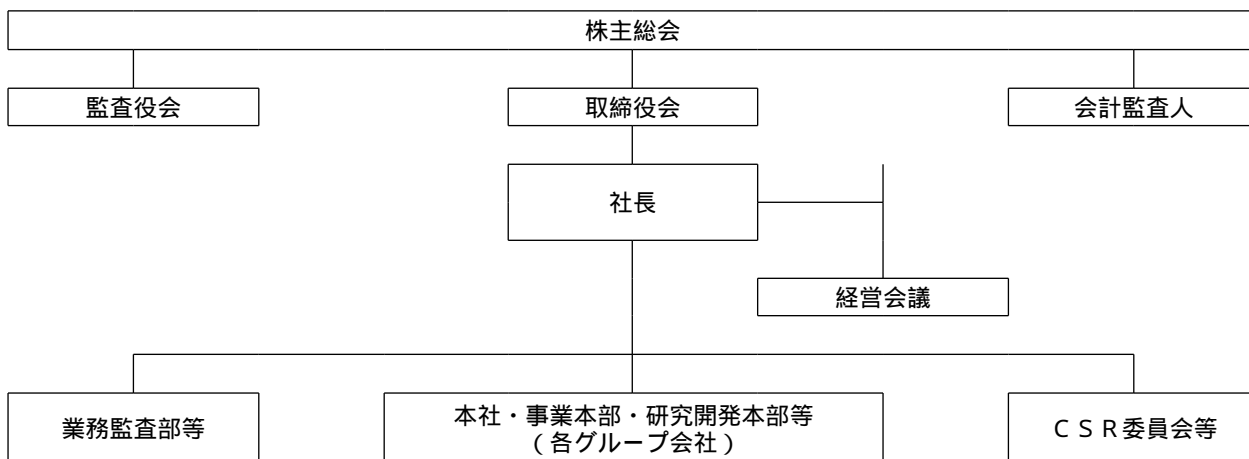 株主総会
監査役会
取締役会
会計監査人
社長
経営会議
業務監査部等
本社・事業本部・研究開発本部等
（各グループ会社）
ＣＳＲ委員会等